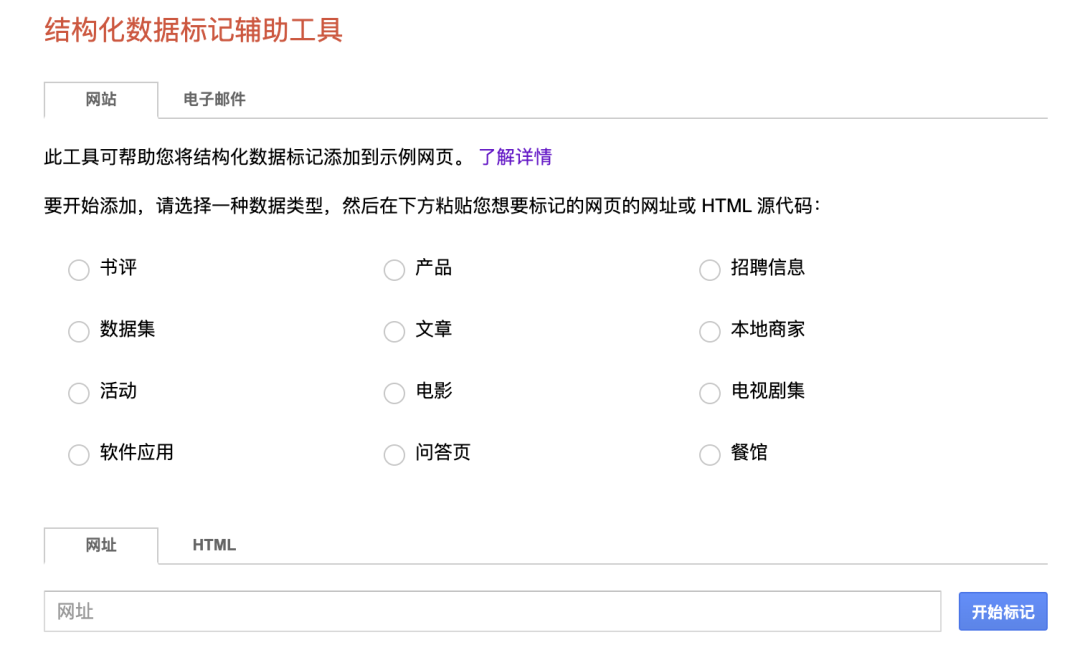 结构化数据标记辅助工具
网站 电子邮件
此工具可帮助您将结构化数据标记添加到示例网页。 了解详情
要开始添加，请选择一种数据类型，然后在下方粘贴您想要标记的网页的网址或 HTML 源代码：
书评 产品 招聘信息
数据集 文章 本地商家
活动 电影 电视剧集
软件应用 问答页 餐馆
网址 HTML
网址 开始标记